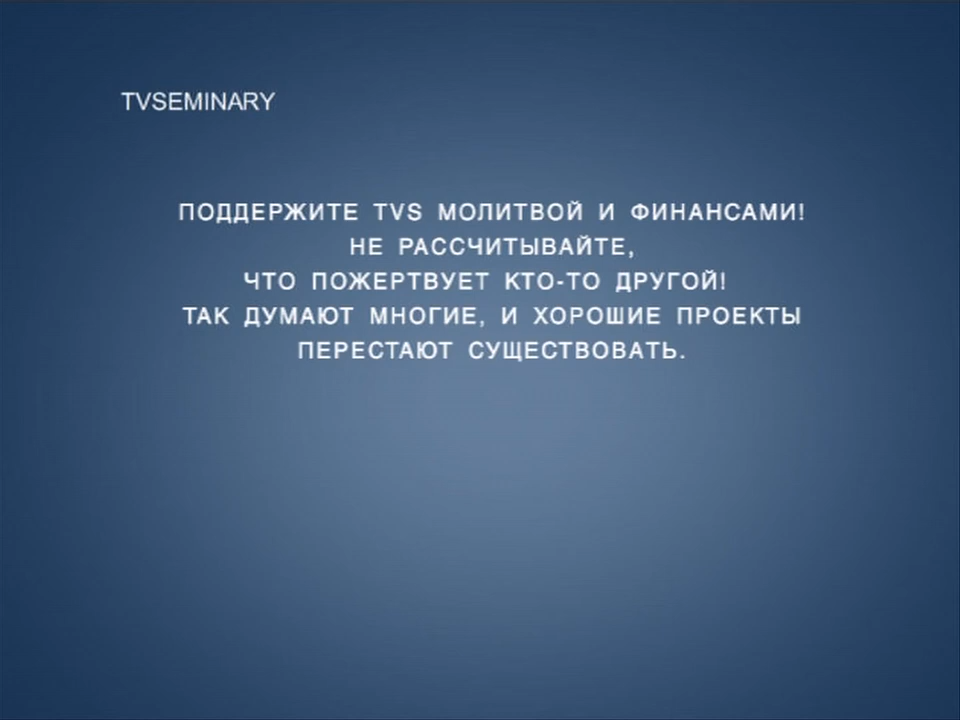 TVSEMINARY
ПОДДЕРЖИТЕ TVS МОЛИТВОЙ И ФИНАНСАМИ!
НЕ РАССЧИТЫВАЙТЕ,
ЧТО ПОЖЕРТВУЕТ КТО-ТО ДРУГОЙ!
ТАК ДУМАЮТ МНОГИЕ, И ХОРОШИЕ ПРОЕКТЫ
ПЕРЕСТАЮТ СУЩЕСТВОВАТЬ.